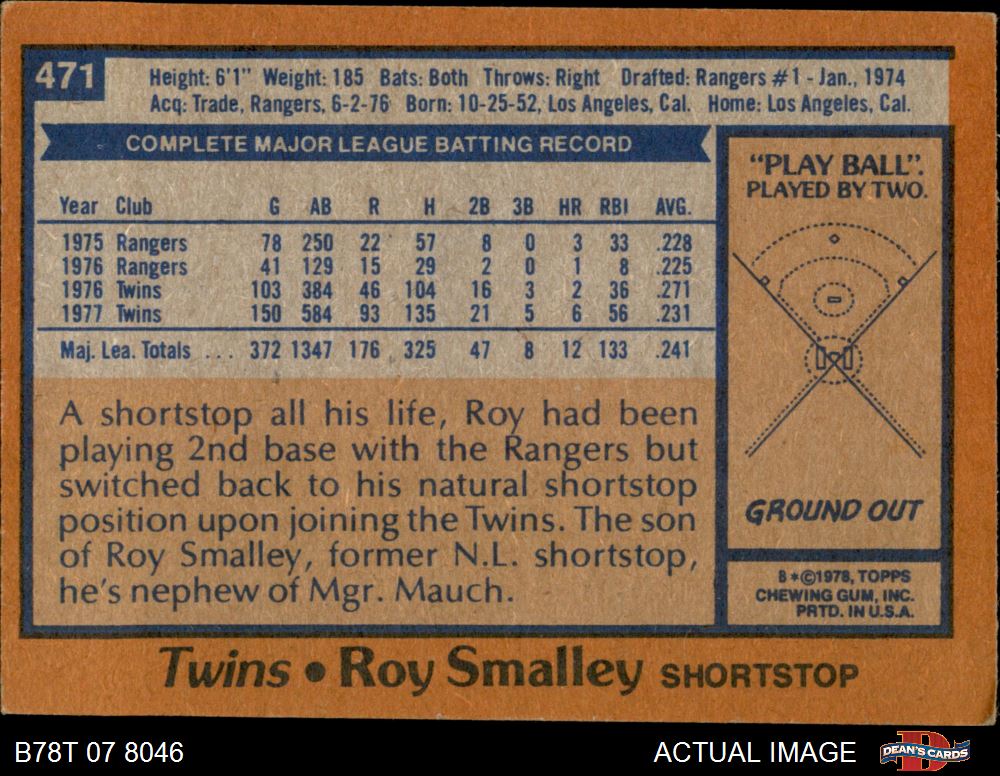 471
Height: 6'1" Weight: 185 Bats: Both Throws: Right Drafted: Rangers #1 - Jan., 1974
Acq: Trade, Rangers, 6-2-76 Born: 10-25-52, Los Angeles, Cal. Home: Los Angeles, Cal.
COMPLETE MAJOR LEAGUE BATTING RECORD
Year Club G AB R H 2B 3B HR RBI AVG.
1975 Rangers 78 250 22 57 8 0 3 33 .228
1976 Rangers 41 129 15 29 2 0 1 8 .225
1976 Twins 103 384 46 104 16 3 2 36 .271
1977 Twins 150 584 93 135 21 5 6 56 .231
Maj. Lea. Totals ... 372 1347 176 325 47 8 12 133 .241
A shortstop all his life, Roy had been
playing 2nd base with the Rangers but
switched back to his natural shortstop
position upon joining the Twins. The son
of Roy Smalley, former N.L. shortstop,
he's nephew of Mgr. Mauch.
"PLAY BALL".
PLAYED BY TWO.
GROUND OUT
B*©1978, TOPPS
CHEWING GUM, INC.
PRTD. IN U.S.A.
Twins • Roy Smalley SHORTSTOP
B78T 07 8046
ACTUAL IMAGE
DEAN'S CARDS